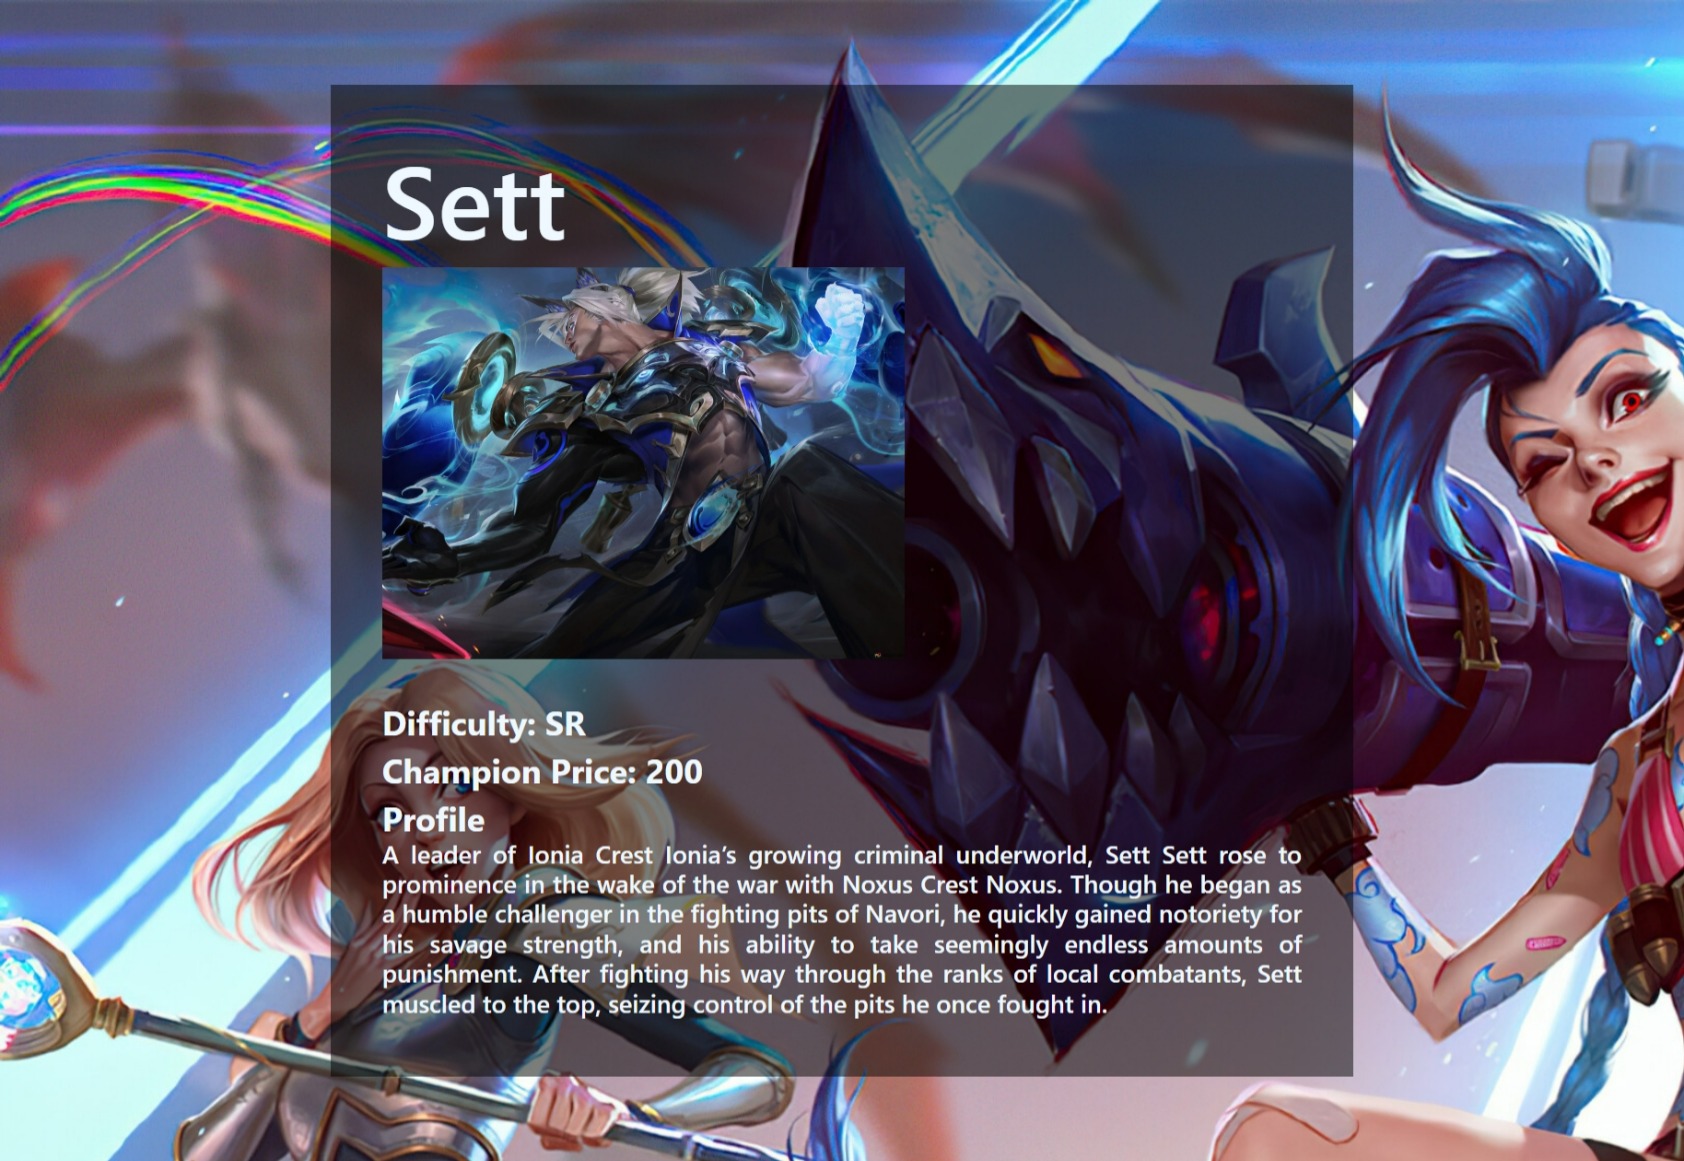 Sett
Difficulty: SR
Champion Price: 200
Profile
A leader of Ionia Crest Ionia’s growing criminal underworld, Sett Sett rose to
prominence in the wake of the war with Noxus Crest Noxus. Though he began as
a humble challenger in the fighting pits of Navori, he quickly gained notoriety for
his savage strength, and his ability to take seemingly endless amounts of
punishment. After fighting his way through the ranks of local combatants, Sett
muscled to the top, seizing control of the pits he once fought in.